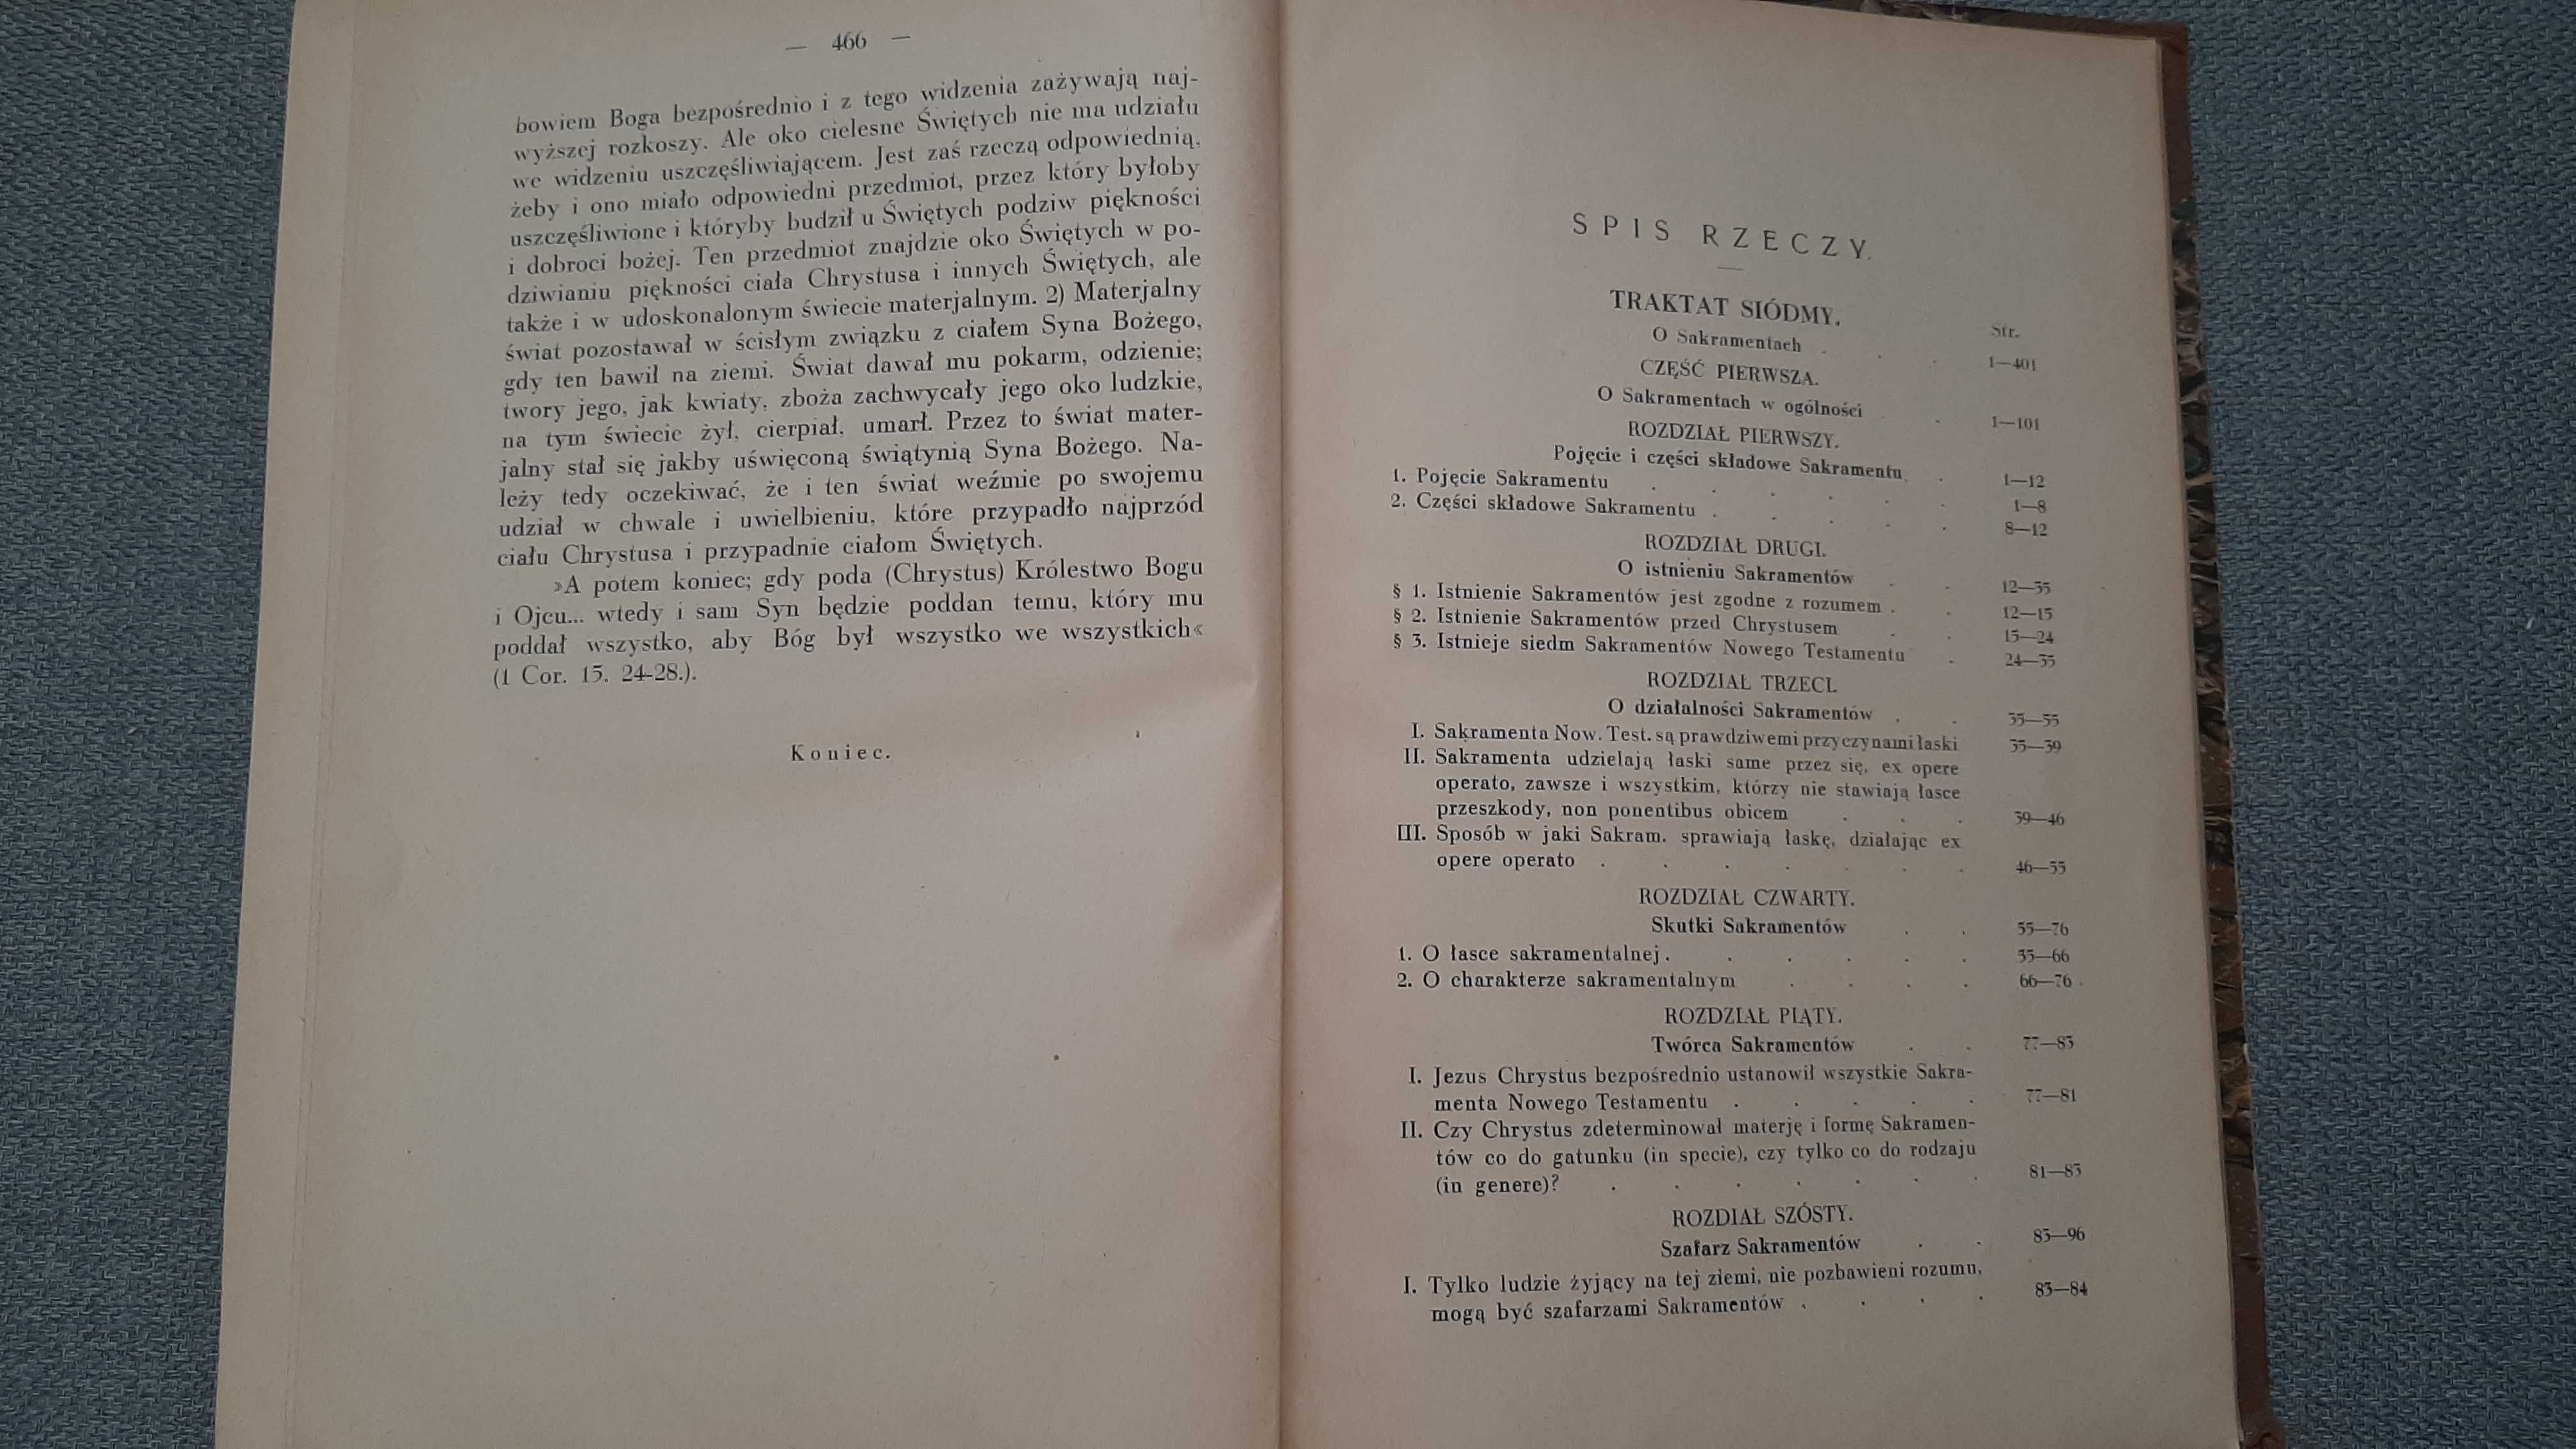 — 466 —
bowiem Boga bezpośrednio i z tego widzenia zażywają naj-
wyższej rozkoszy. Ale oko cielesne Świętych nie ma udziału
we widzeniu uszczęśliwiającem. Jest zaś rzeczą odpowiednią,
żeby i ono miało odpowiedni przedmiot, przez który byłoby
uszczęśliwione i któryby budził u Świętych podziw piękności
i dobroci bożej. Ten przedmiot znajdzie oko Świętych w po-
dziwianiu piękności ciała Chrystusa i innych Świętych, ale
także i w udoskonalonym świecie materjalnym. 2) Materjalny
świat pozostawał w ścisłym związku z ciałem Syna Bożego,
gdy ten bawił na ziemi. Świat dawał mu pokarm, odzienie;
twory jego, jak kwiaty, zboża zachwycały jego oko ludzkie,
na tym świecie żył, cierpiał, umarł. Przez to świat mater-
jalny stał się jakby uświęconą świątynią Syna Bożego. Na-
leży tedy oczekiwać, że i ten świat weźmie po swojemu
udział w chwale i uwielbieniu, które przypadło najprzód
ciału Chrystusa i przypadnie ciałom Świętych.
»A potem koniec; gdy poda (Chrystus) Królestwo Bogu
i Ojcu... wtedy i sam Syn będzie poddan temu, który mu
poddał wszystko, aby Bóg był wszystko we wszystkich«
(1 Cor. 15. 24-28.).
Koniec.
SPIS RZECZY.
TRAKTAT SIÓDMY.
Str.
O Sakramentach . . . 1—401
CZĘŚĆ PIERWSZA.
O Sakramentach w ogólności . . 1—101
ROZDZIAŁ PIERWSZY.
Pojęcie i części składowe Sakramentu. . 1—12
1. Pojęcie Sakramentu . . . . . . 1—8
2. Części składowe Sakramentu . . . . . 8—12
ROZDZIAŁ DRUGI.
O istnieniu Sakramentów . . 12—35
§ 1. Istnienie Sakramentów jest zgodne z rozumem . . 12—15
§ 2. Istnienie Sakramentów przed Chrystusem . . 15—24
§ 3. Istnieje siedm Sakramentów Nowego Testamentu . 24—35
ROZDZIAŁ TRZECI.
O działalności Sakramentów . . 35—55
I. Sakramenta Now. Test. są prawdziwemi przyczynami łaski 35—39
II. Sakramenta udzielają łaski same przez się, ex opere
operato, zawsze i wszystkim, którzy nie stawiają łasce
przeszkody, non ponentibus obicem . . . 39—46
III. Sposób w jaki Sakram. sprawiają łaskę, działając ex
opere operato . . . . . . . 46—55
ROZDZIAŁ CZWARTY.
Skutki Sakramentów . . 55—76
1. O łasce sakramentalnej . . . . . . 55—66
2. O charakterze sakramentalnym . . . . 66—76
ROZDZIAŁ PIĄTY.
Twórca Sakramentów . . 77—83
I. Jezus Chrystus bezpośrednio ustanowił wszystkie Sakra-
menta Nowego Testamentu . . . . . 77—81
II. Czy Chrystus zdeterminował materję i formę Sakramen-
tów co do gatunku (in specie), czy tylko co do rodzaju
(in genere)? . . . . . . . 81—83
ROZDIAŁ SZÓSTY.
Szafarz Sakramentów . . 83—96
I. Tylko ludzie żyjący na tej ziemi, nie pozbawieni rozumu,
mogą być szafarzami Sakramentów . . . . 83—84